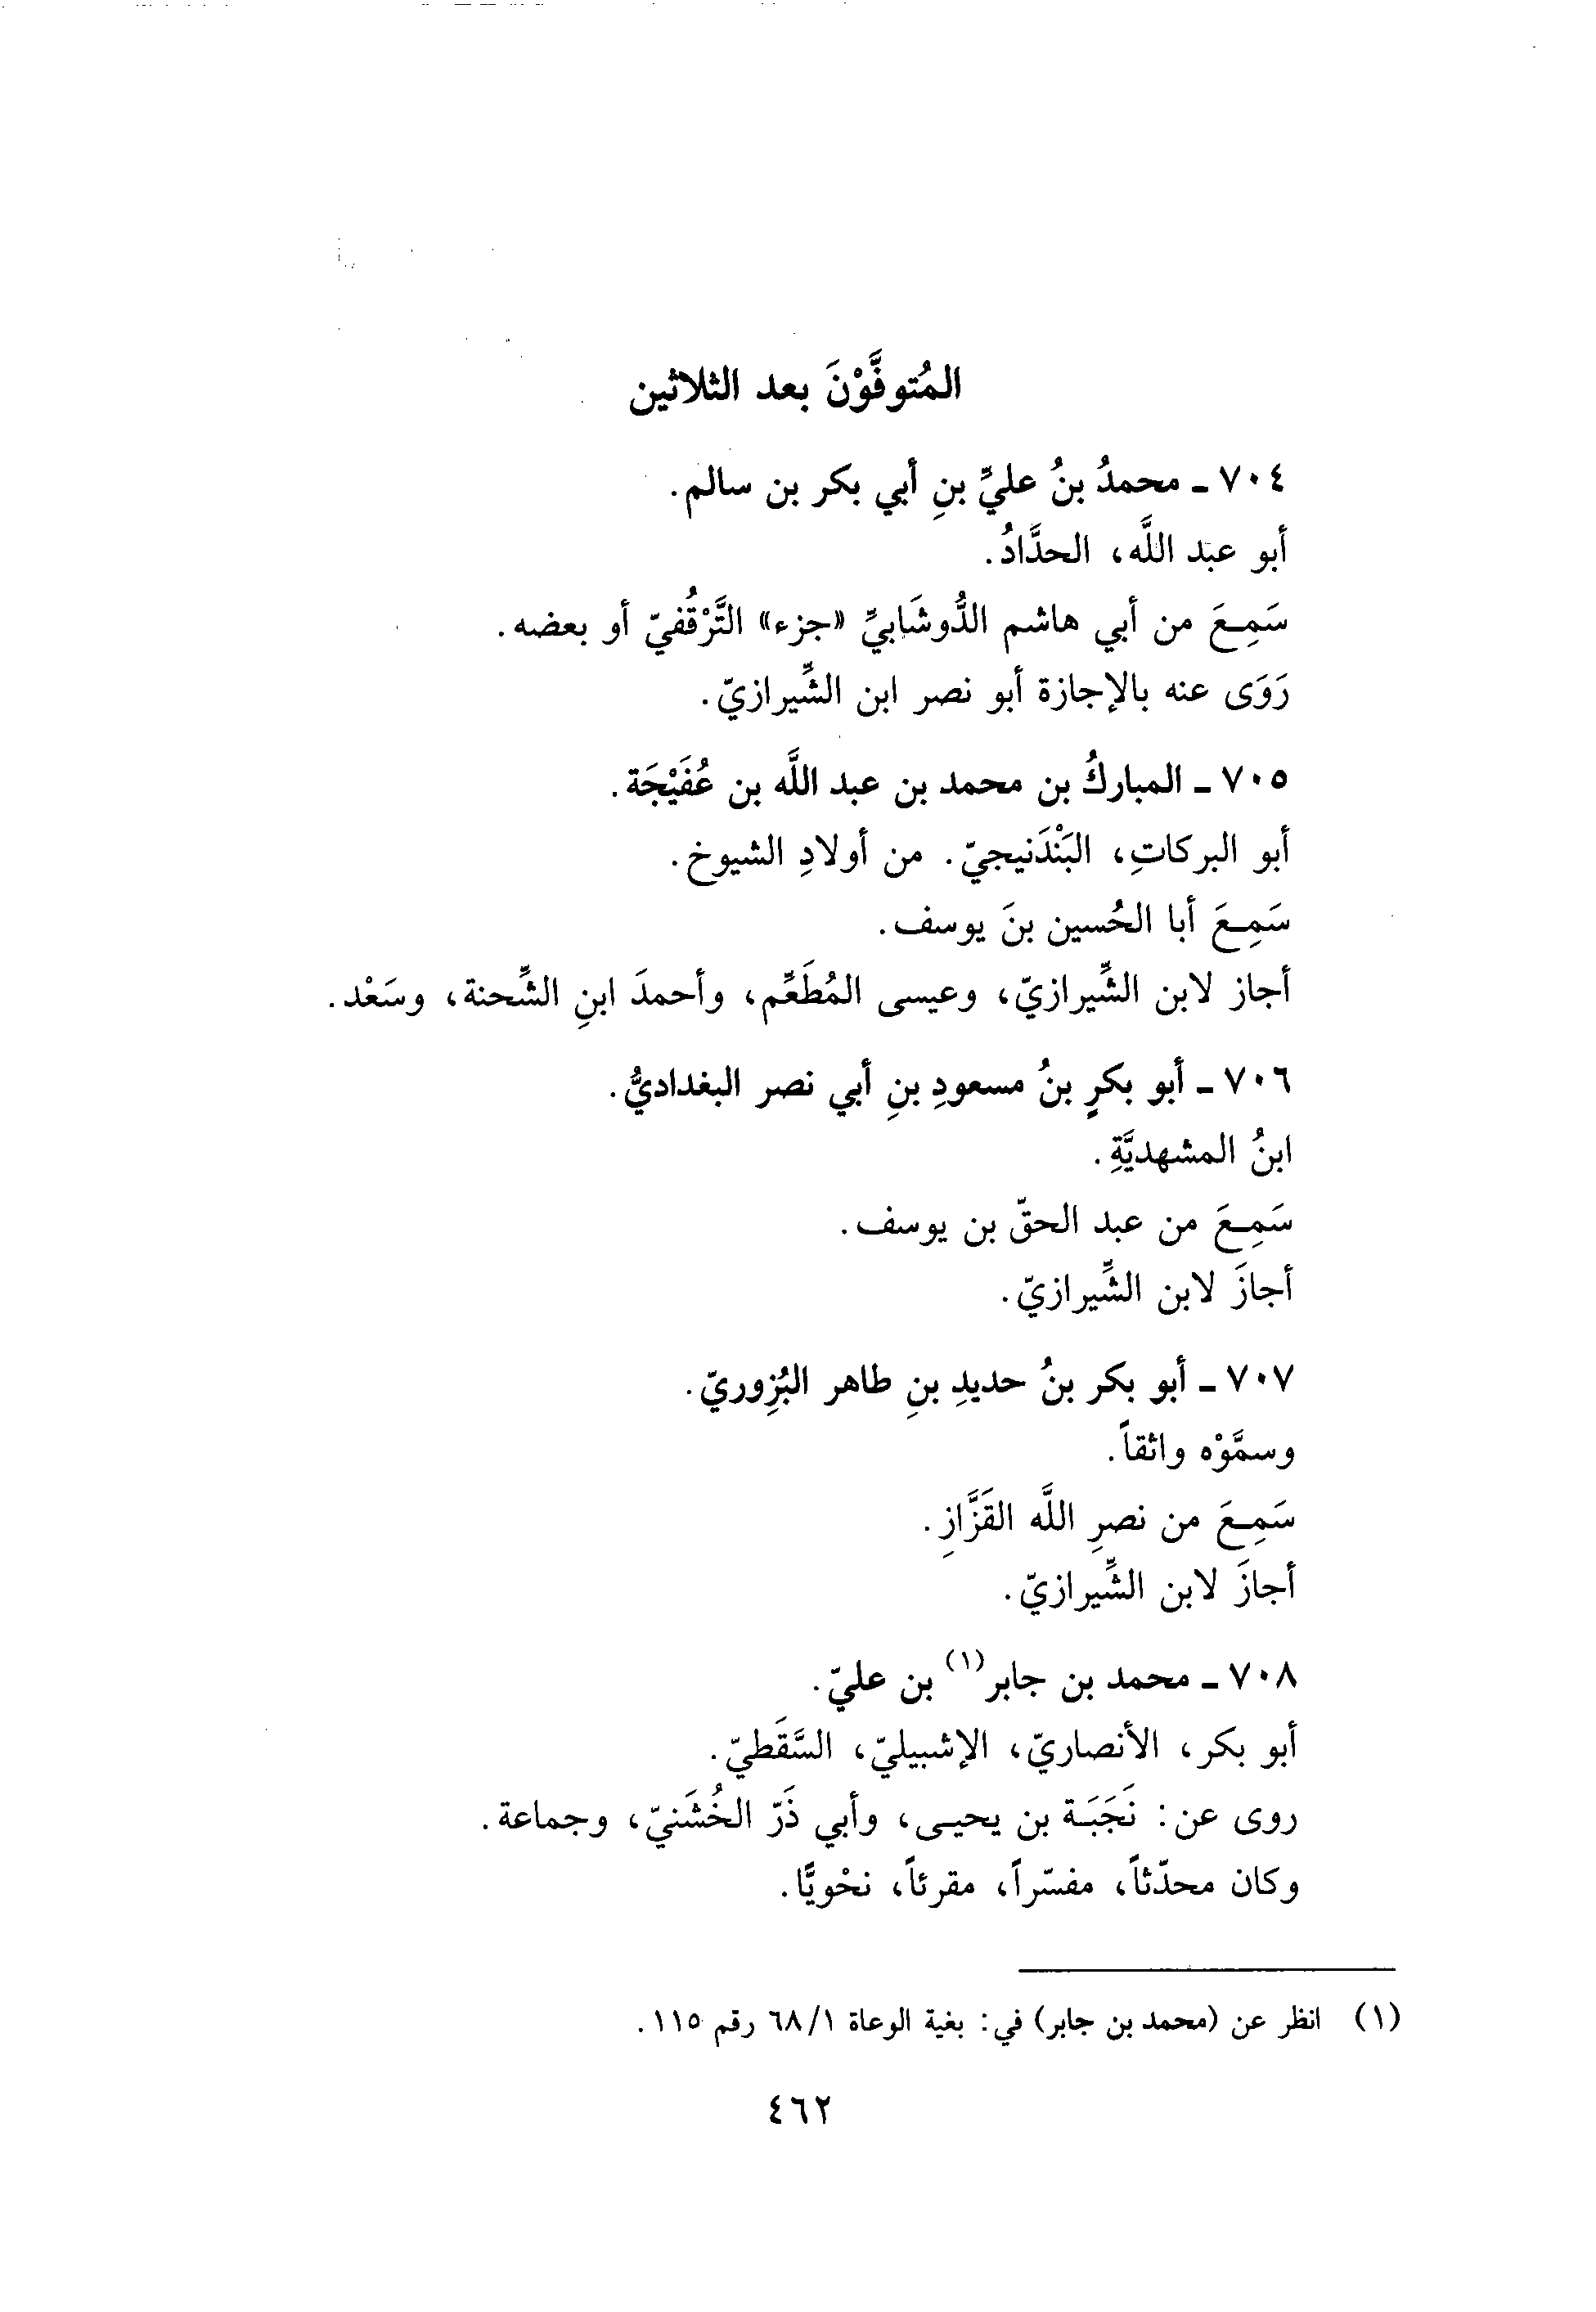 المُتوفَّوْنَ بعد الثلاثين
٧٠٤ ـ محمدُ بنُ عليِّ بنِ أبي بكر بن سالم.
أبو عبد اللَّه، الحدَّادُ.
سَمِعَ من أبي هاشم الدُّوشَابيِّ «جزء» التَّرْقُفيّ أو بعضه.
رَوَى عنه بالإجازة أبو نصر ابن الشِّيرازيّ.
٧٠٥ ـ المباركُ بن محمد بن عبد اللَّه بن عُفَيْجَة.
أبو البركاتِ، البَنْدَنيجيّ. من أولادِ الشيوخ.
سَمِعَ أبا الحُسين بنَ يوسف.
أجاز لابن الشِّيرازيّ، وعيسى المُطَعِّم، وأحمدَ ابنِ الشِّحنة، وسَعْد.
٧٠٦ ـ أبو بكرٍ بنُ مسعودِ بنِ أبي نصر البغداديُّ.
ابنُ المشهديَّةِ.
سَمِعَ من عبد الحقّ بن يوسف.
أجازَ لابن الشِّيرازيّ.
٧٠٧ ـ أبو بكر بنُ حديدِ بنِ طاهر البُزِوريّ.
وسمَّوْه واثقاً.
سَمِعَ من نصرِ اللَّه القَزَّازِ.
أجازَ لابن الشِّيرازيّ.
٧٠٨ ـ محمد بن جابر(١) بن عليّ.
أبو بكر، الأنصاريّ، الإشبيليّ، السَّقَطيّ.
روى عن: نَجَبَة بن يحيى، وأبي ذَرّ الخُشَنيّ، وجماعة.
وكان محدّثاً، مفسّراً، مقرئاً، نحْويًّا.
(١) انظر عن (محمد بن جابر) في: بغية الوعاة ٦٨/١ رقم ١١٥.
٤٦٢